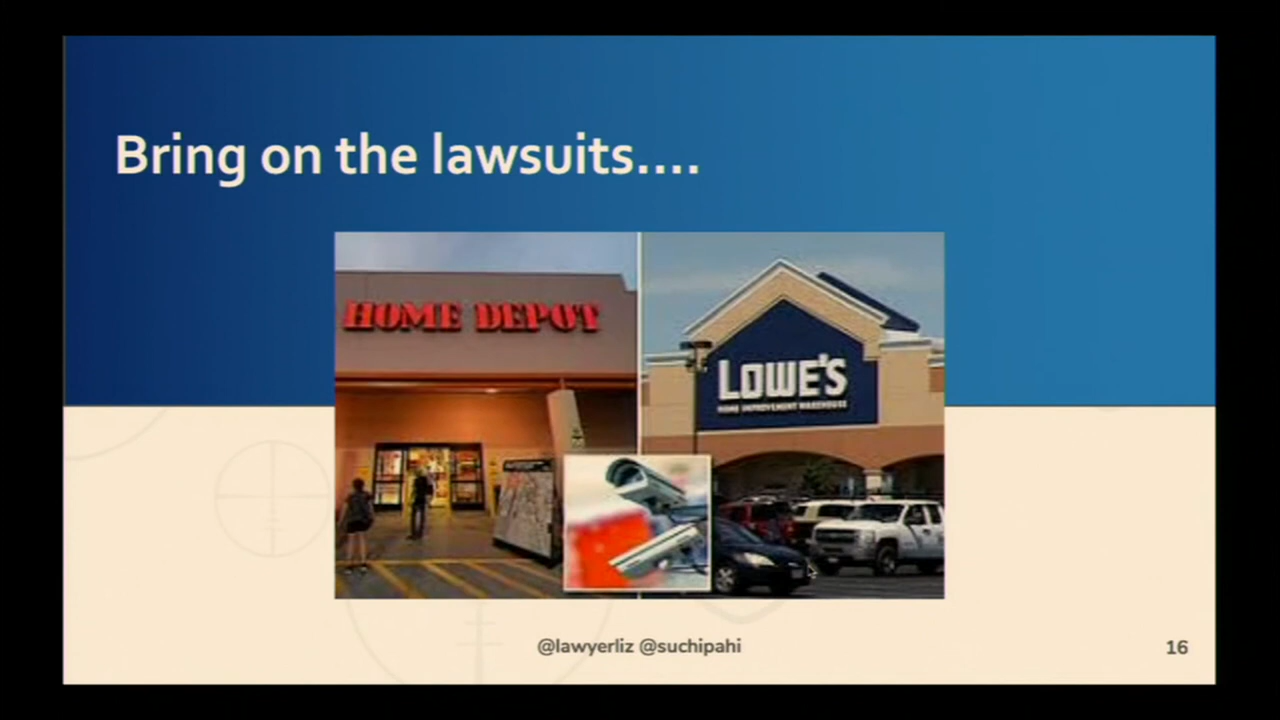 Bring on the lawsuits....
HOME DEPOT
LOWE'S
HOME IMPROVEMENT WAREHOUSE
@lawyerliz @suchipahi
16